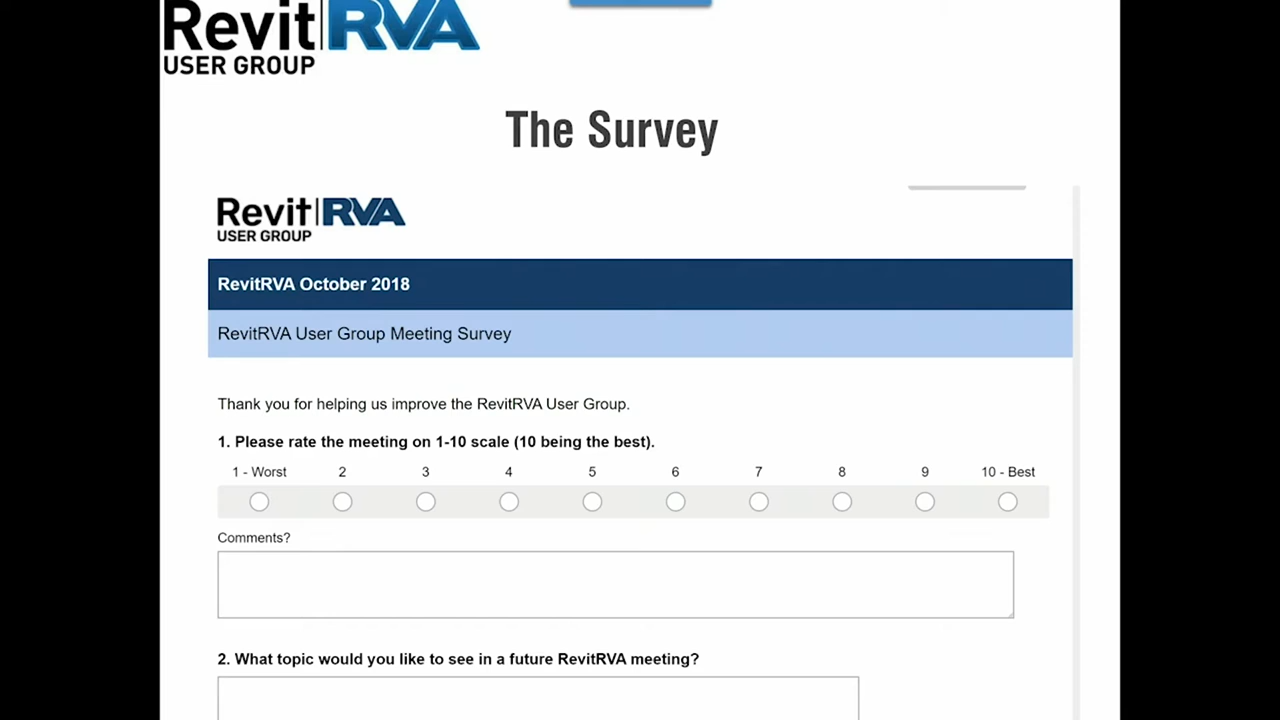 Revit RVA
USER GROUP
The Survey
Revit RVA
USER GROUP
RevitRVA October 2018
RevitRVA User Group Meeting Survey
Thank you for helping us improve the RevitRVA User Group.
1. Please rate the meeting on 1-10 scale (10 being the best).
1 - Worst 2 3 4 5 6 7 8 9 10 - Best
Comments?
2. What topic would you like to see in a future RevitRVA meeting?